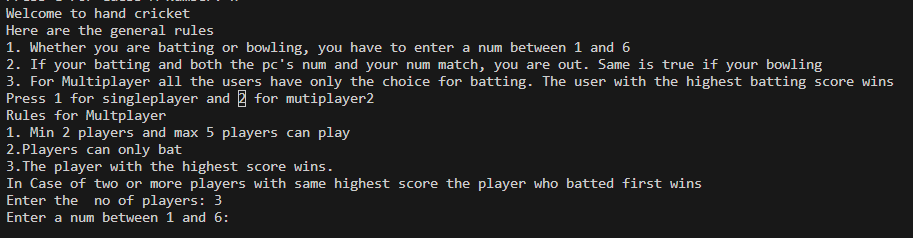 Welcome to hand cricket
Here are the general rules
1. Whether you are batting or bowling, you have to enter a num between 1 and 6
2. If your batting and both the pc's num and your num match, you are out. Same is true if your bowling
3. For Multiplayer all the users have only the choice for batting. The user with the highest batting score wins
Press 1 for singleplayer and 2 for mutiplayer2
Rules for Multplayer
1. Min 2 players and max 5 players can play
2.Players can only bat
3.The player with the highest score wins.
In Case of two or more players with same highest score the player who batted first wins
Enter the  no of players: 3
Enter a num between 1 and 6: